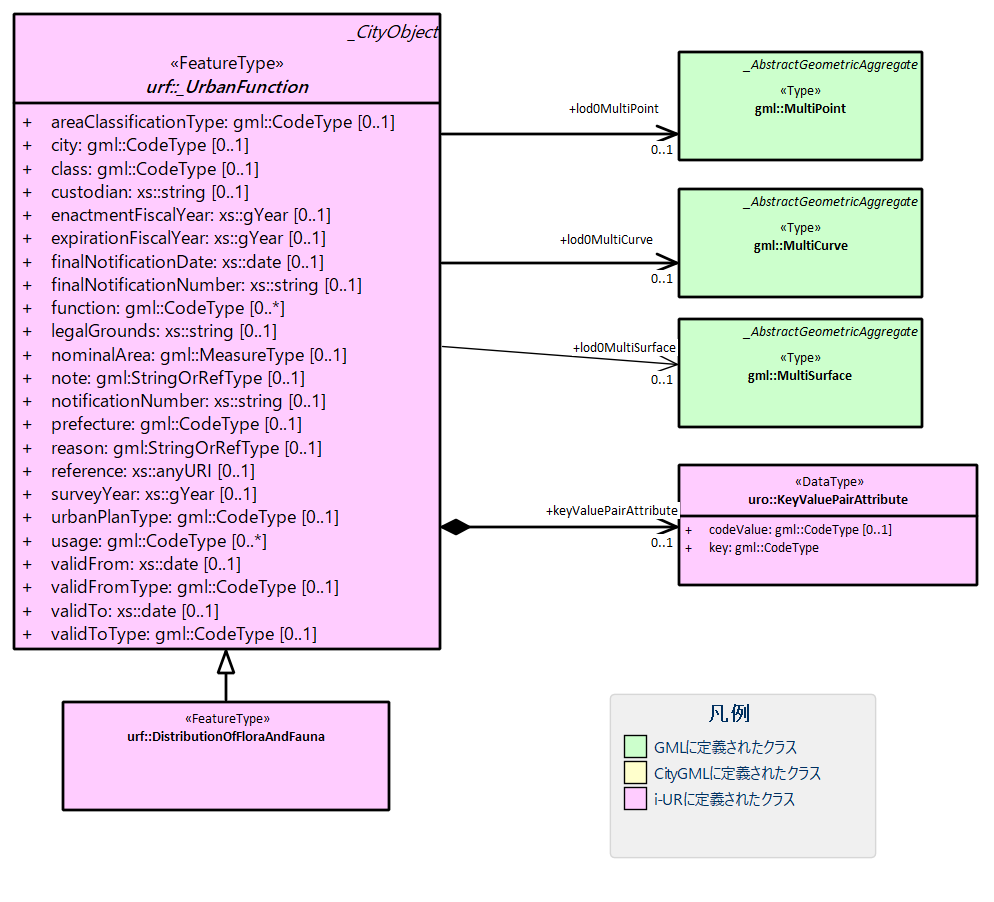 _CityObject
«FeatureType»
urf::_UrbanFunction
+ areaClassificationType: gml::CodeType [0..1]
+ city: gml::CodeType [0..1]
+ class: gml::CodeType [0..1]
+ custodian: xs::string [0..1]
+ enactmentFiscalYear: xs::gYear [0..1]
+ expirationFiscalYear: xs::gYear [0..1]
+ finalNotificationDate: xs::date [0..1]
+ finalNotificationNumber: xs::string [0..1]
+ function: gml::CodeType [0..*]
+ legalGrounds: xs::string [0..1]
+ nominalArea: gml::MeasureType [0..1]
+ note: gml:StringOrRefType [0..1]
+ notificationNumber: xs::string [0..1]
+ prefecture: gml::CodeType [0..1]
+ reason: gml:StringOrRefType [0..1]
+ reference: xs::anyURI [0..1]
+ surveyYear: xs::gYear [0..1]
+ urbanPlanType: gml::CodeType [0..1]
+ usage: gml::CodeType [0..*]
+ validFrom: xs::date [0..1]
+ validFromType: gml::CodeType [0..1]
+ validTo: xs::date [0..1]
+ validToType: gml::CodeType [0..1]
+lod0MultiPoint
0..1
_AbstractGeometricAggregate
«Type»
gml::MultiPoint
+lod0MultiCurve
0..1
_AbstractGeometricAggregate
«Type»
gml::MultiCurve
+lod0MultiSurface
0..1
_AbstractGeometricAggregate
«Type»
gml::MultiSurface
+keyValuePairAttribute
0..1
«DataType»
uro::KeyValuePairAttribute
+ codeValue: gml::CodeType [0..1]
+ key: gml::CodeType
«FeatureType»
urf::DistributionOfFloraAndFauna
凡例
GMLに定義されたクラス
CityGMLに定義されたクラス
i-URに定義されたクラス